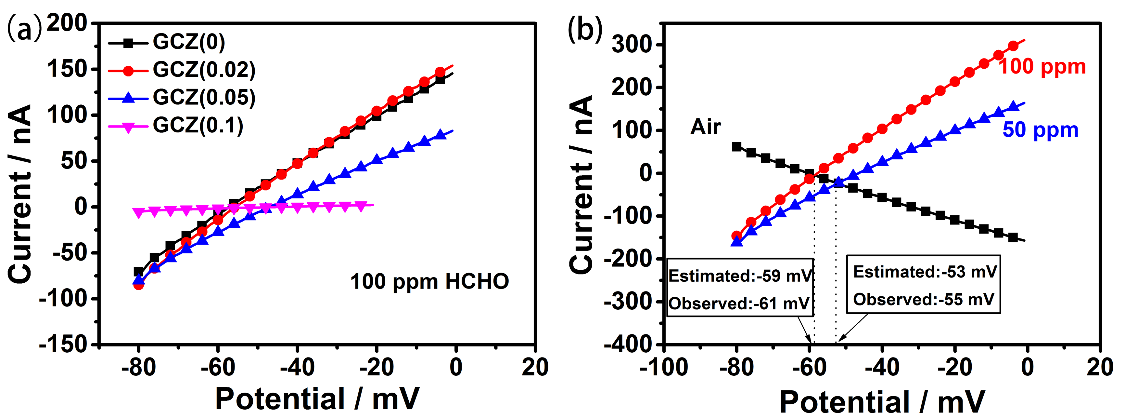 (a)
200
150
100
50
0
-50
-100
-150
Current / nA
GCZ(0)
GCZ(0.02)
GCZ(0.05)
GCZ(0.1)
100 ppm HCHO
-80
-60
-40
-20
0
Potential / mV
(b)
300
200
100
0
-100
-200
-300
-400
Current / nA
100 ppm
50 ppm
Air
Estimated:-59 mV
Observed:-61 mV
Estimated:-53 mV
Observed:-55 mV
-100
-80
-60
-40
-20
0
20
Potential / mV